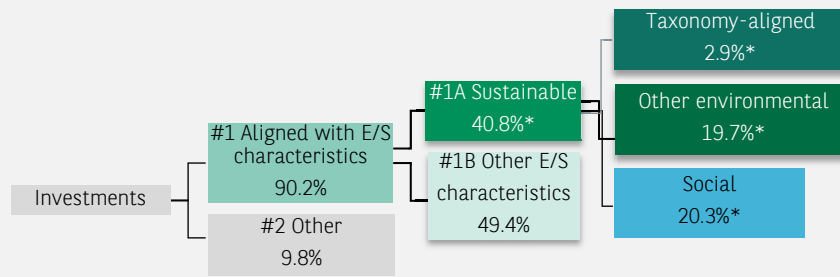 Investments
#1 Aligned with E/S
characteristics
90.2%
#2 Other
9.8%
#1A Sustainable
40.8%*
#1B Other E/S
characteristics
49.4%
Taxonomy-aligned
2.9%*
Other environmental
19.7%*
Social
20.3%*